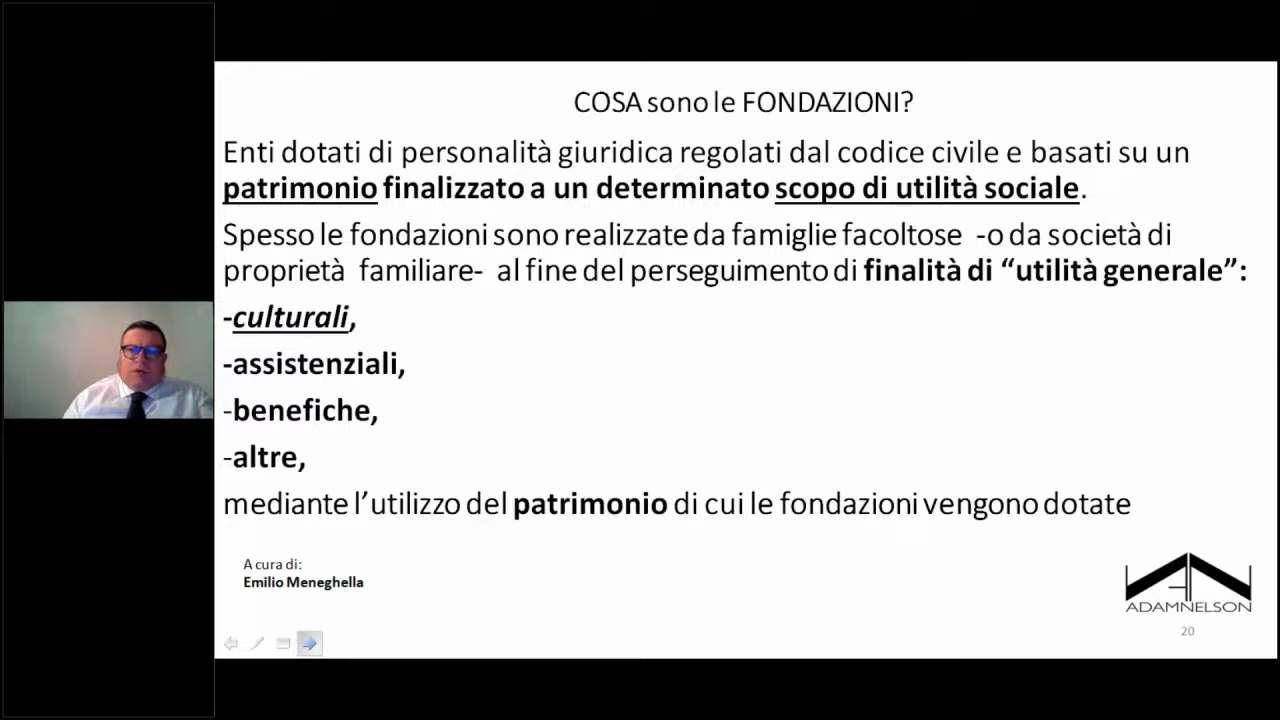 COSA sono le FONDAZIONI?
Enti dotati di personalità giuridica regolati dal codice civile e basati su un
patrimonio finalizzato a un determinato scopo di utilità sociale.
Spesso le fondazioni sono realizzate da famiglie facoltose -o da società di
proprietà familiare- al fine del perseguimento di finalità di “utilità generale”:
-culturali,
-assistenziali,
-benefiche,
-altre,
mediante l’utilizzo del patrimonio di cui le fondazioni vengono dotate
A cura di:
Emilio Meneghella
ADAMNELSON
20